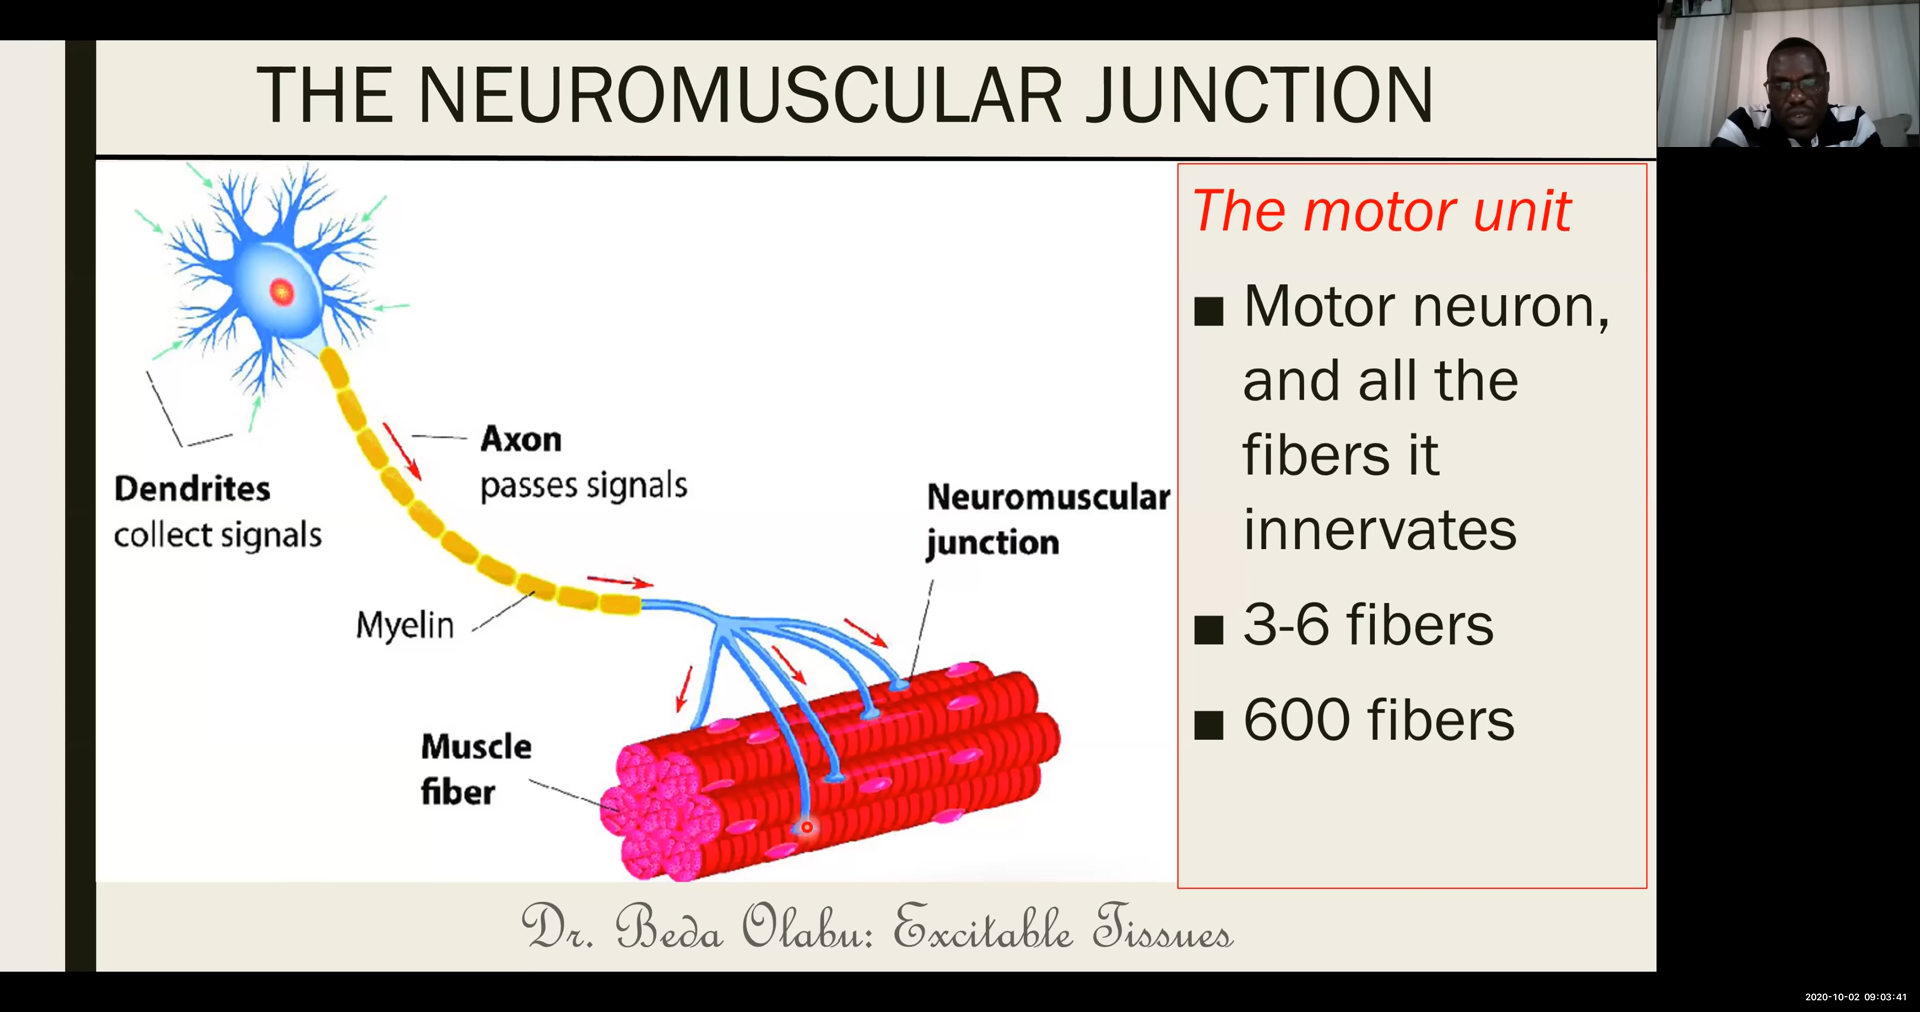 THE NEUROMUSCULAR JUNCTION
Dendrites
collect signals
Axon
passes signals
Myelin
Neuromuscular
junction
Muscle
fiber
The motor unit
■ Motor neuron,
and all the
fibers it
innervates
■ 3-6 fibers
■ 600 fibers
Dr. Beda Olabu: Excitable Tissues
2020-10-02 09:03:41